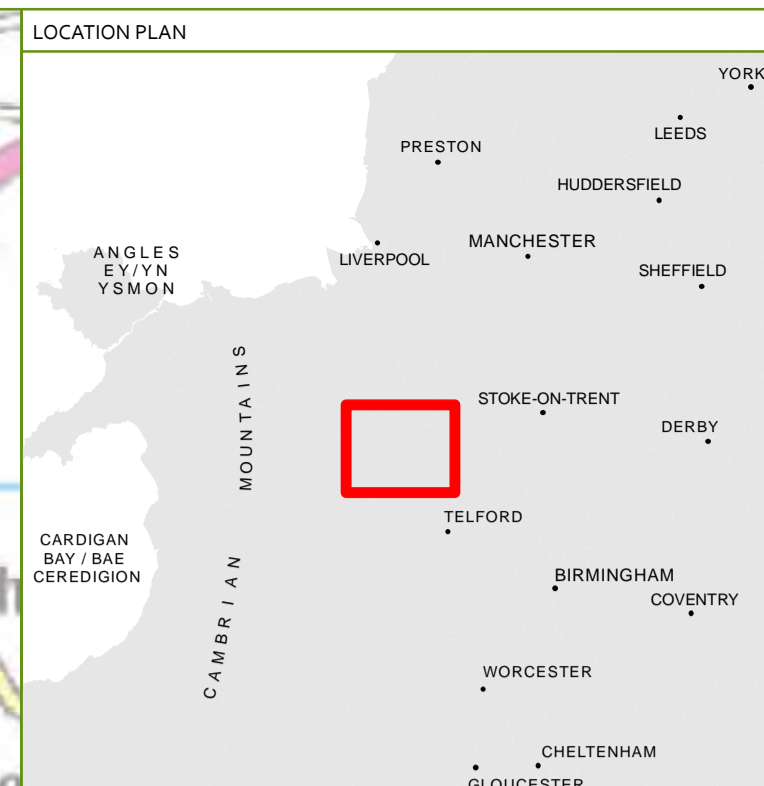 LOCATION PLAN
YORK
LEEDS
PRESTON
HUDDERSFIELD
MANCHESTER
LIVERPOOL
SHEFFIELD
ANGLES
EY/YN
YSMON
CAMBRIAN MOUNTAINS
STOKE-ON-TRENT
DERBY
TELFORD
CARDIGAN
BAY / BAE
CEREDIGION
BIRMINGHAM
COVENTRY
WORCESTER
CHELTENHAM
GLOUCESTER